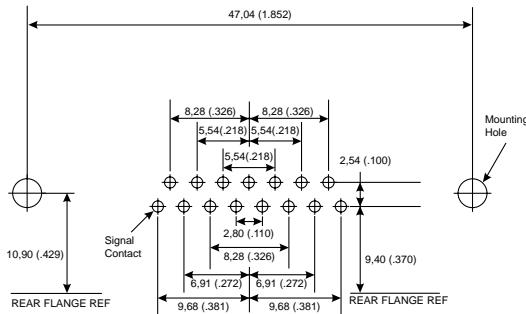 47,04 (1.852)
8,28 (.326)
8,28 (.326)
Mounting
Hole
5,54(.218)
5,54(.218)
5,54(.218)
2,54 (.100)
Signal
Contact
2,80 (.110)
10,90 (.429)
8,28 (.326)
9,40 (.370)
6,91 (.272)
6,91 (.272)
REAR FLANGE REF
REAR FLANGE REF
9,68 (.381)
9,68 (.381)